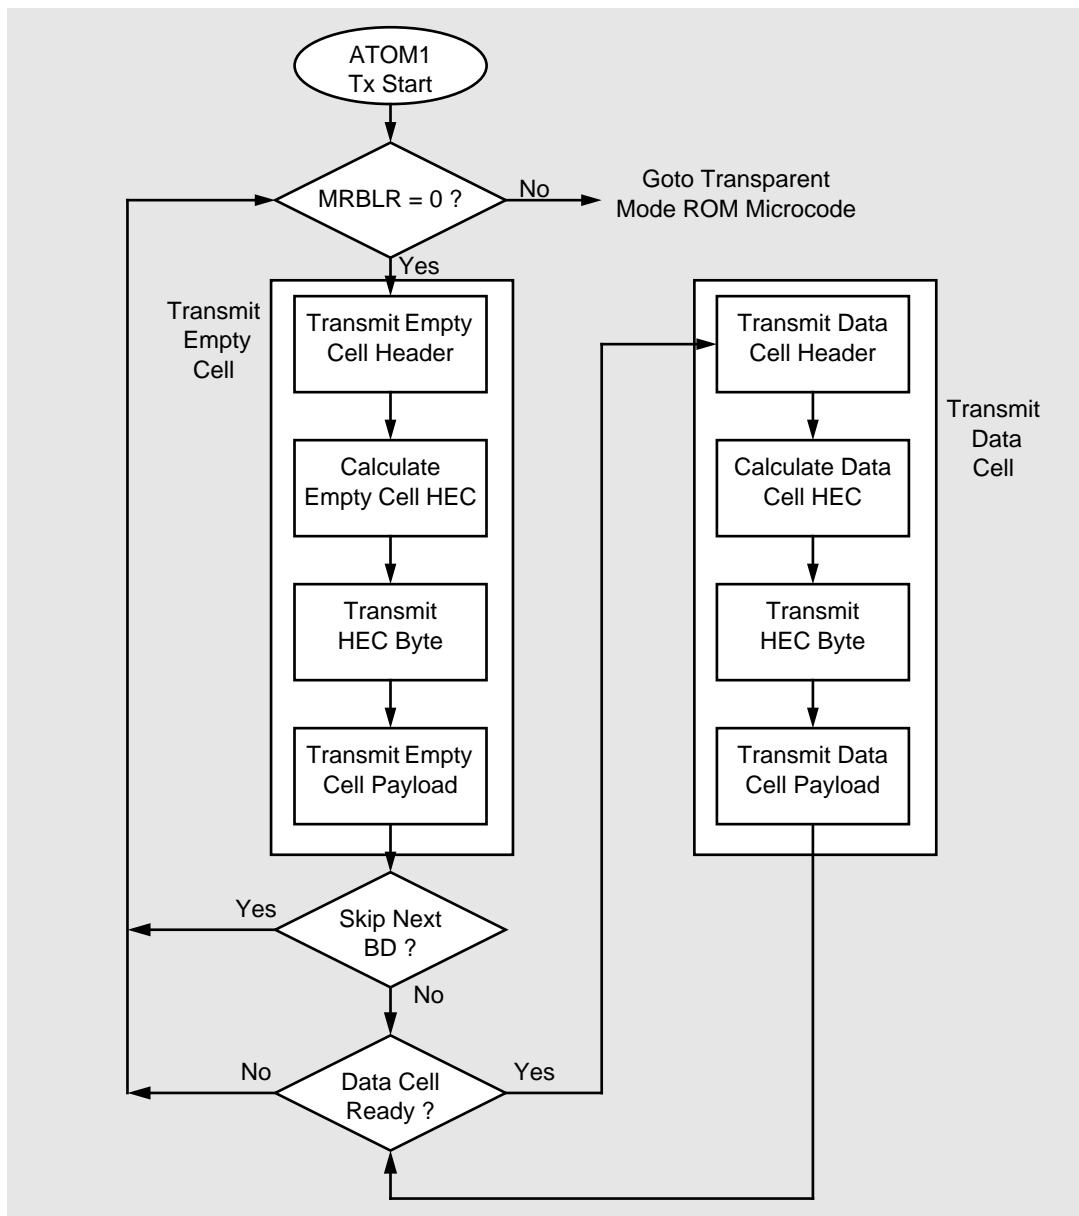 ATOM1
Tx Start
MRBLR = 0 ?
No
Goto Transparent
Mode ROM Microcode
Yes
Transmit
Empty
Cell
Transmit Empty
Cell Header
Calculate
Empty Cell HEC
Transmit
HEC Byte
Transmit Empty
Cell Payload
Transmit Data
Cell Header
Calculate Data
Cell HEC
Transmit
HEC Byte
Transmit Data
Cell Payload
Transmit
Data
Cell
Yes
Skip Next
BD ?
No
No
Data Cell
Ready ?
Yes